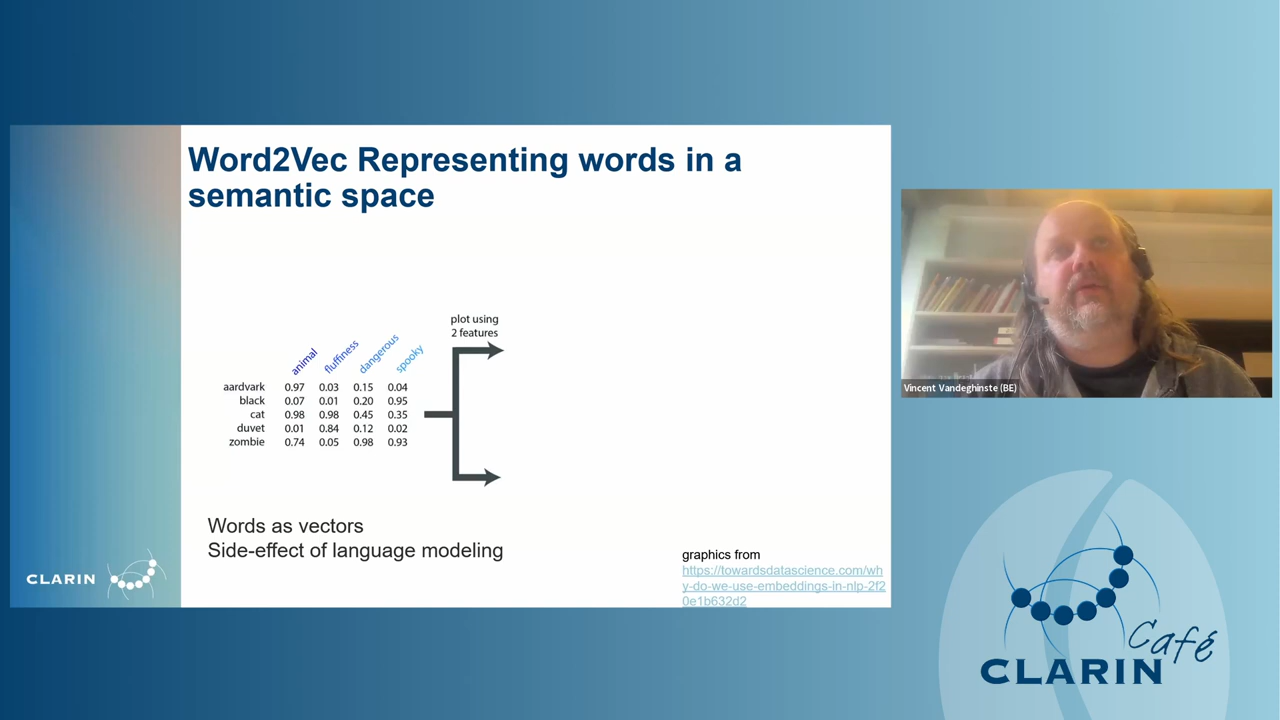 Word2Vec Representing words in a
semantic space
plot using
2 features
animal fluffiness dangerous spooky
aardvark 0.97 0.03 0.15 0.04
black 0.07 0.01 0.20 0.95
cat 0.98 0.98 0.45 0.35
duvet 0.01 0.84 0.12 0.02
zombie 0.74 0.05 0.98 0.93
Words as vectors
Side-effect of language modeling
graphics from
https://towardsdatascience.com/wh
y-do-we-use-embeddings-in-nlp-2f2
0e1b632d2
CLARIN
Vincent Vandeghinste (BE)
Café
CLARIN